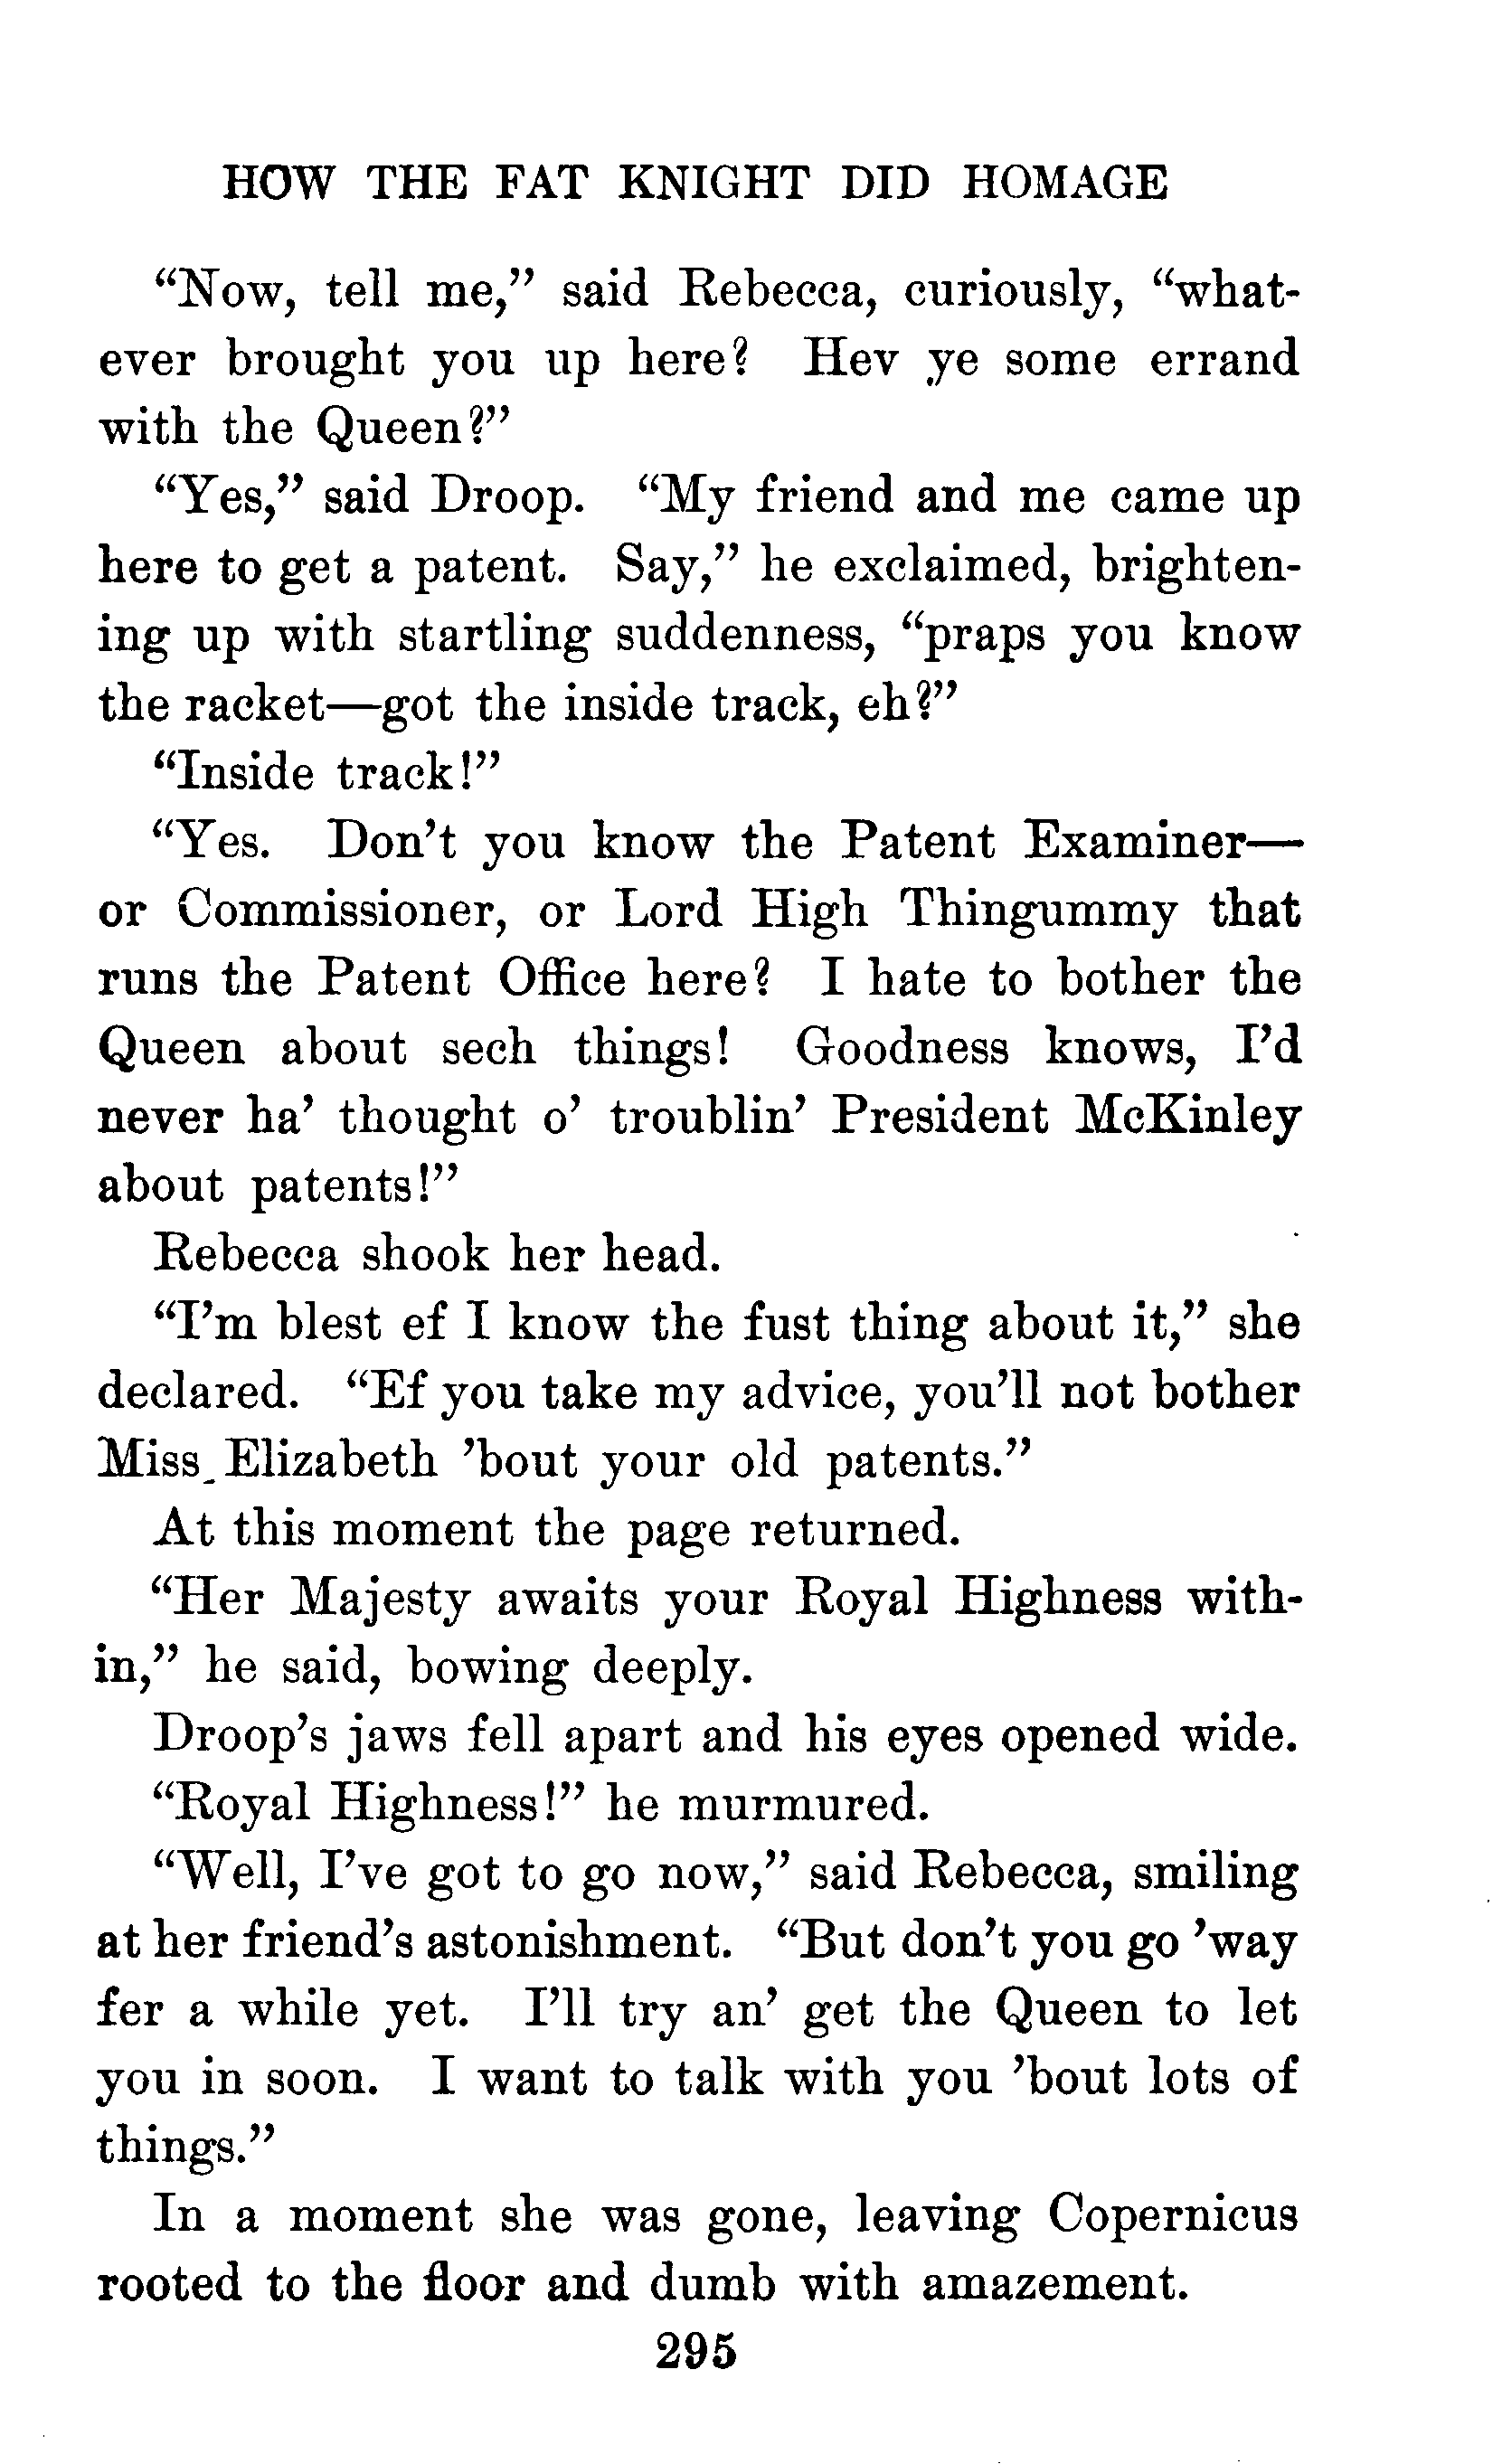 HOW THE FAT KNIGHT DID HOMAGE
“Now, tell me,” said Rebecca, curiously, “what-
ever brought you up here? Hev ye some errand
with the Queen?”
“Yes,” said Droop. “My friend and me came up
here to get a patent. Say,” he exclaimed, brighten-
ing up with startling suddenness, “praps you know
the racket—got the inside track, eh?”
“Inside track!”
“Yes. Don’t you know the Patent Examiner—
or Commissioner, or Lord High Thingummy that
runs the Patent Office here? I hate to bother the
Queen about sech things! Goodness knows, I’d
never ha’ thought o’ troublin’ President McKinley
about patents!”
Rebecca shook her head.
“I’m blest ef I know the fust thing about it,” she
declared. “Ef you take my advice, you’ll not bother
Miss Elizabeth ’bout your old patents.”
At this moment the page returned.
“Her Majesty awaits your Royal Highness with-
in,” he said, bowing deeply.
Droop’s jaws fell apart and his eyes opened wide.
“Royal Highness!” he murmured.
“Well, I’ve got to go now,” said Rebecca, smiling
at her friend’s astonishment. “But don’t you go ’way
fer a while yet. I’ll try an’ get the Queen to let
you in soon. I want to talk with you ’bout lots of
things.”
In a moment she was gone, leaving Copernicus
rooted to the floor and dumb with amazement.
295